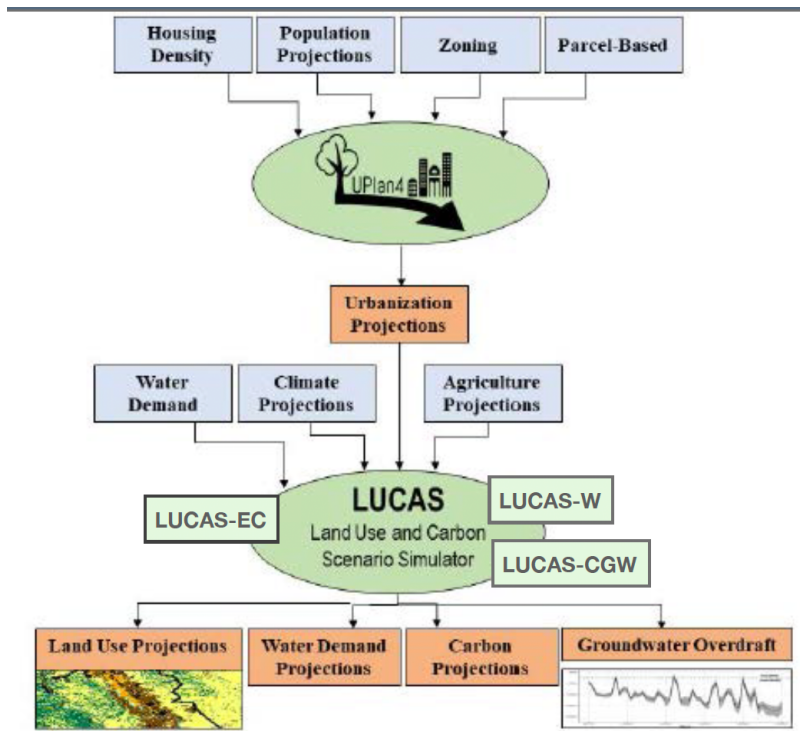 Housing
Density
Population
Projections
Zoning
Parcel-Based
UPlan4
Urbanization
Projections
Water
Demand
Climate
Projections
Agriculture
Projections
LUCAS
Land Use and Carbon
Scenario Simulator
LUCAS-EC
LUCAS-W
LUCAS-CGW
Land Use Projections
Water Demand
Projections
Carbon
Projections
Groundwater Overdraft